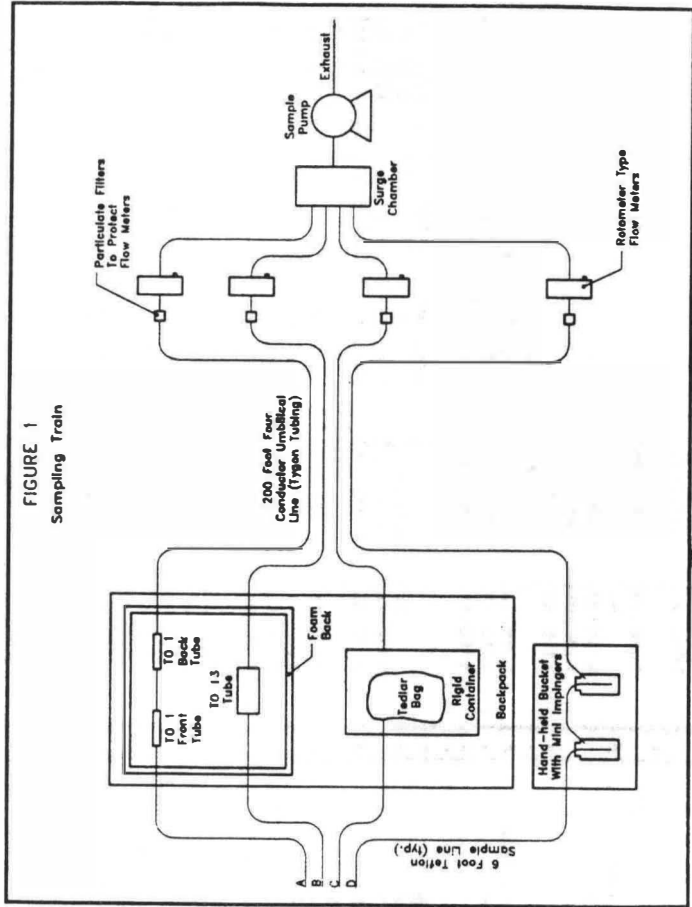 FIGURE 1
Sampling Train
Particulate Filters
To Protect
Flow Meters
Sample
Pump
Exhaust
Surge
Chamber
Rotometer Type
Flow Meters
200 Foot Four
Conductor Umbilical
Line (Tygon Tubing)
TO 1
Front
Tube
TO 1
Back
Tube
TO 13
Tube
Foam
Back
Tedlar
Bag
Rigid
Container
Backpack
Hand-held Bucket
With Mini Impingers
A
B
C
D
6 Foot Teflon
Sample Line (typ.)